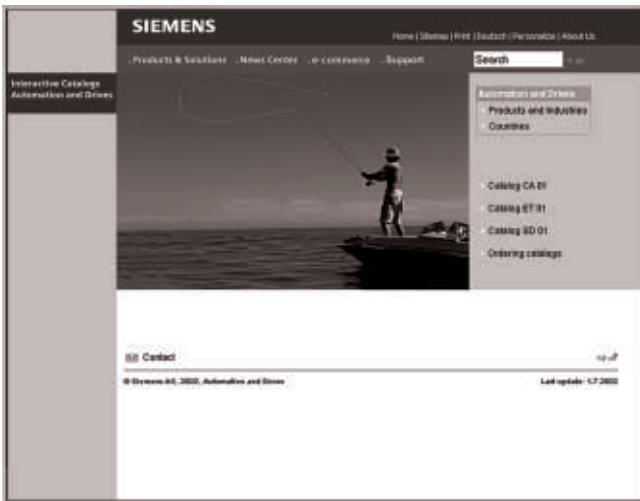 SIEMENS
Home | Sitemap | Print | Deutsch | Personalize | About Us
Products & Solutions News Center e-commerce Support
Search
Interactive Catalogs
Automation and Drives
Automation and Drives
Products and Industries
Countries
Catalog CA 01
Catalog ET 01
Catalog SD 01
Ordering catalogs
Contact
© Siemens AG, 2002, Automation and Drives
Last update: 1.7.2002